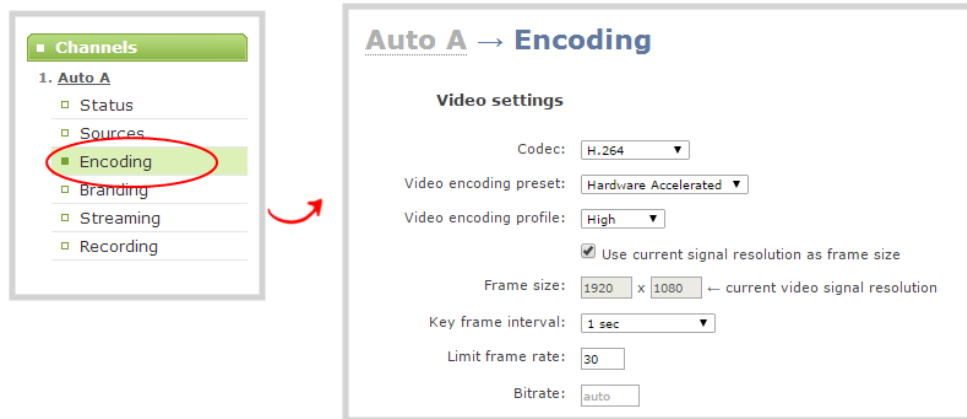 Channels
1. Auto A
Status
Sources
Encoding
Branding
Streaming
Recording
Auto A → Encoding
Video settings
Codec: H.264
Video encoding preset: Hardware Accelerated
Video encoding profile: High
Use current signal resolution as frame size
Frame size: 1920 x 1080 ← current video signal resolution
Key frame interval: 1 sec
Limit frame rate: 30
Bitrate: auto